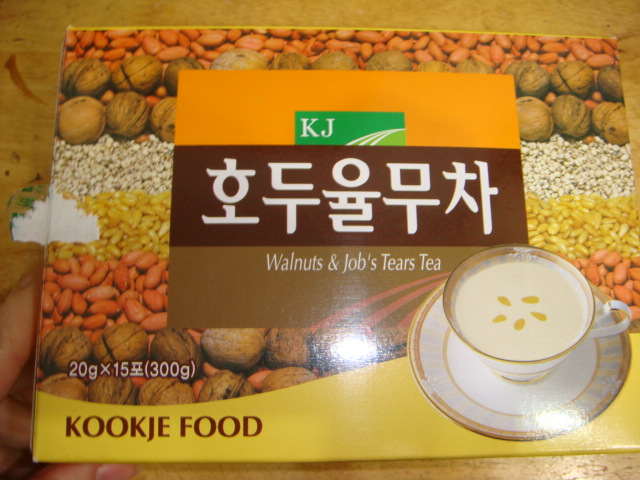 KJ
호두율무차
Walnuts & Job's Tears Tea
20g×15포(300g)
KOOKJE FOOD